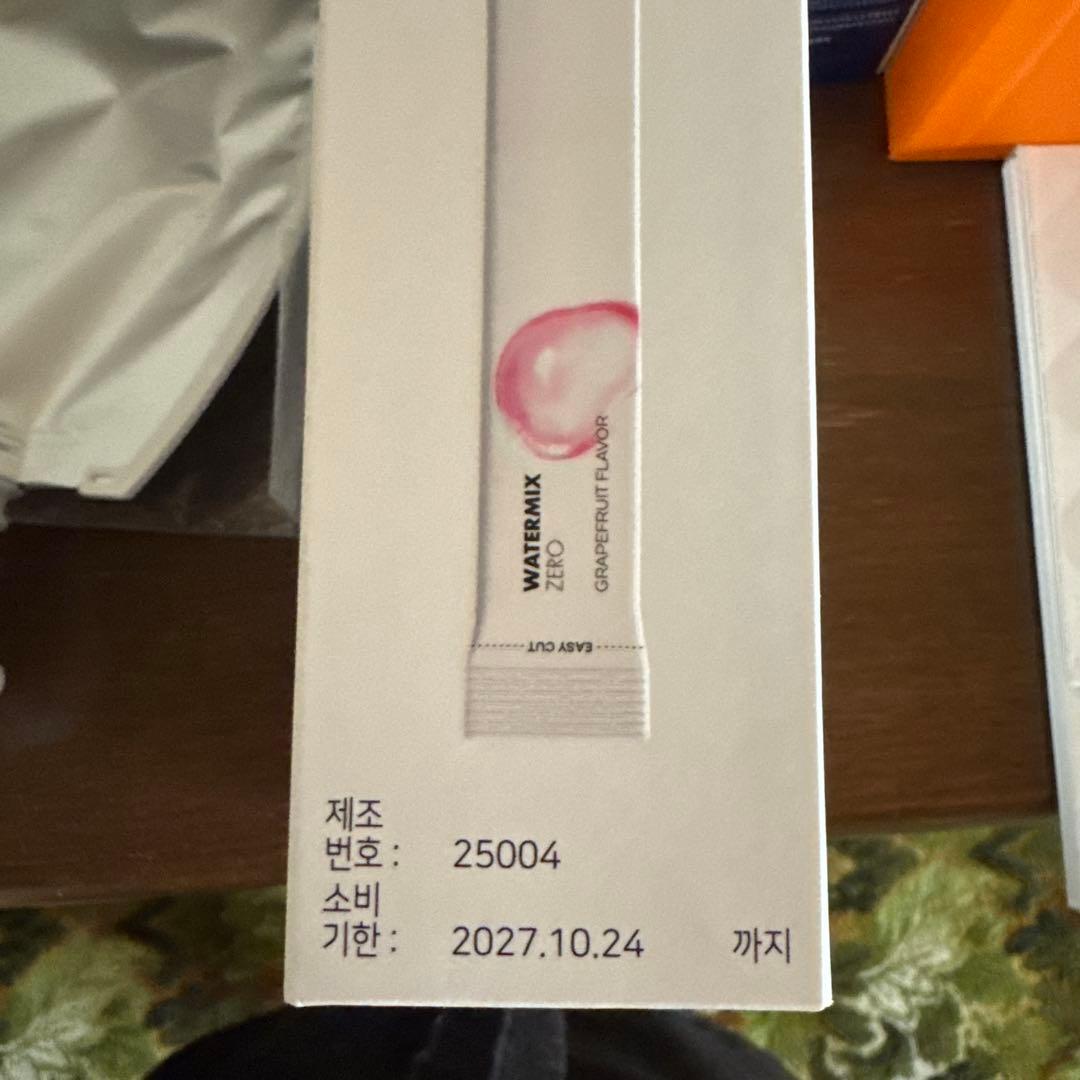 WATERMIX
ZERO
GRAPEFRUIT FLAVOR
EASY CUT
제조
번호 : 25004
소비
기한 : 2027.10.24 까지